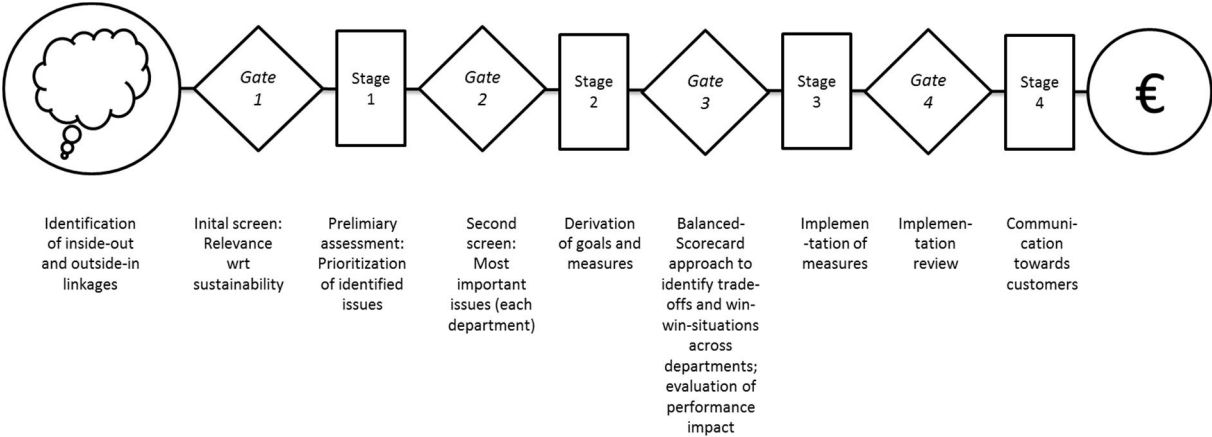 Gate
1
Stage
1
Gate
2
Stage
2
Gate
3
Stage
3
Gate
4
Stage
4
€
Identification
of inside-out
and outside-in
linkages
Inital screen:
Relevance
wrt
sustainability
Prelimiary
assessment:
Prioritization
of identified
issues
Second
screen:
Most
important
issues (each
department)
Derivation
of goals and
measures
Balanced-
Scorecard
approach to
identify trade-
offs and win-
win-situations
across
departments;
evaluation of
performance
impact
Implemen
-tation of
measures
Implemen-
tation
review
Communi-
cation
towards
customers